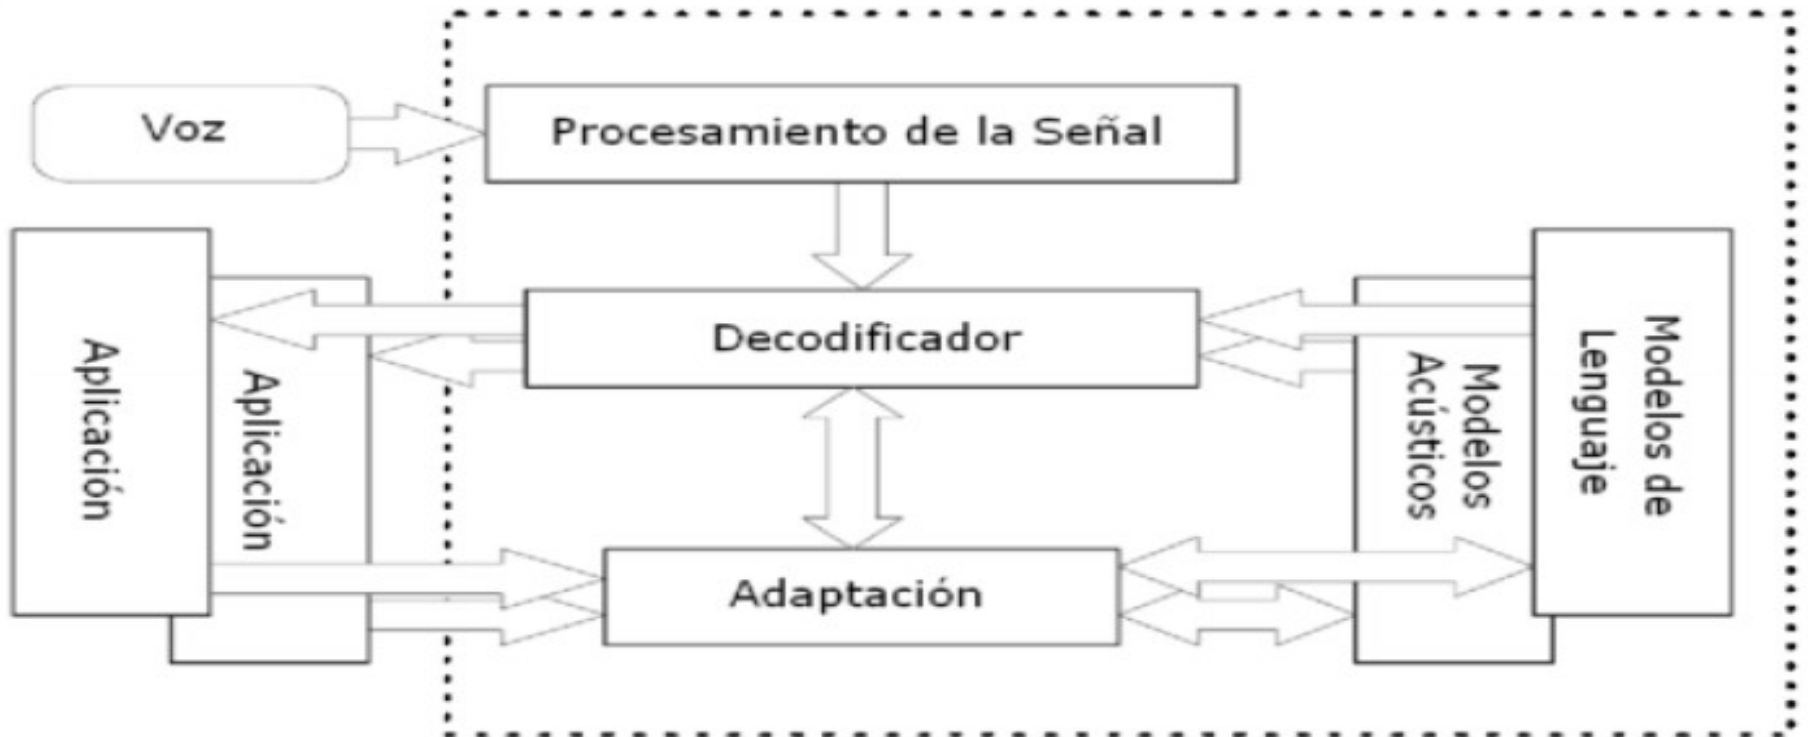 Voz
Procesamiento de la Señal
Decodificador
Aplicación
Aplicación
Modelos
Acústicos
Modelos de
Lenguaje
Adaptación